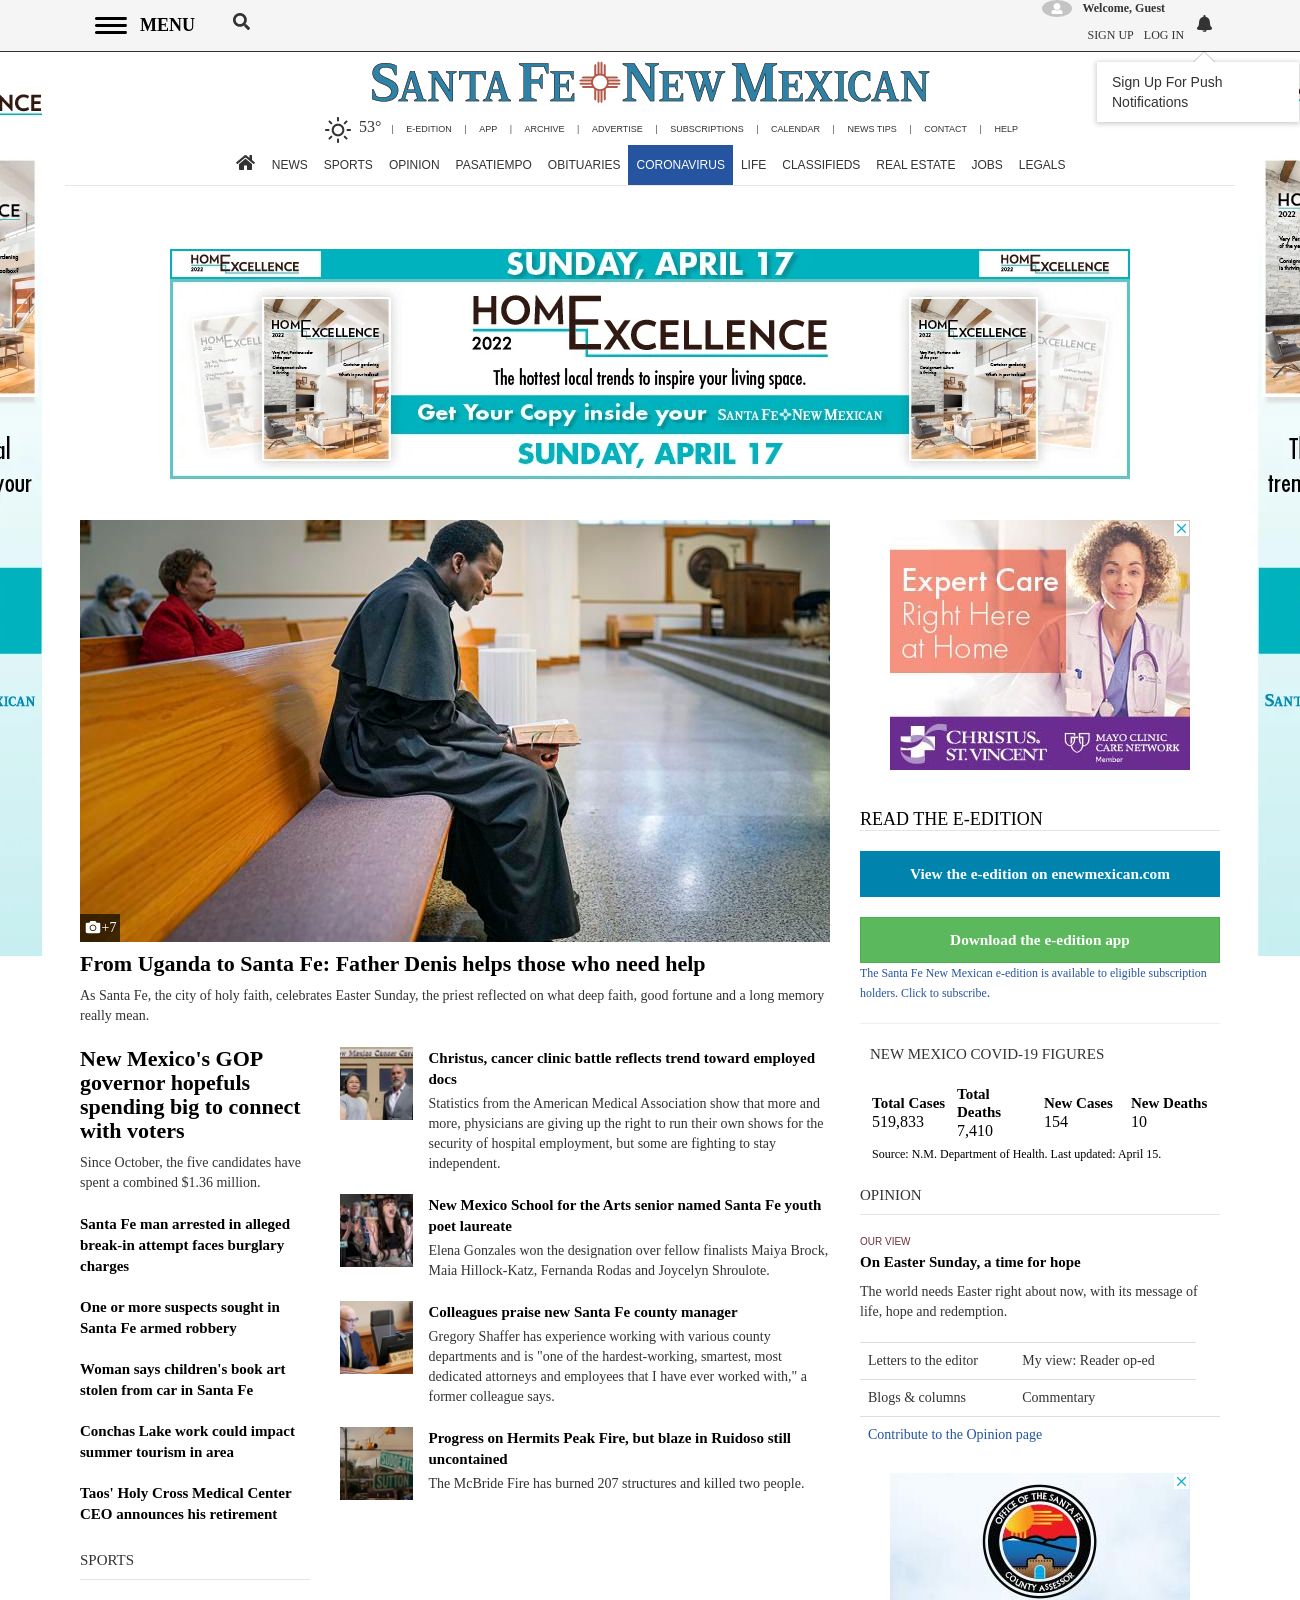 MENU
Welcome, Guest
SIGN UP LOG IN
Sign Up For Push
Notifications
SANTA FE NEW MEXICAN
53° | E-EDITION | APP | ARCHIVE | ADVERTISE | SUBSCRIPTIONS | CALENDAR | NEWS TIPS | CONTACT | HELP
NEWS SPORTS OPINION PASATIEMPO OBITUARIES CORONAVIRUS LIFE CLASSIFIEDS REAL ESTATE JOBS LEGALS
HOME EXCELLENCE 2022 SUNDAY, APRIL 17 HOME EXCELLENCE 2022
HOME EXCELLENCE
2022
The hottest local trends to inspire your living space.
Get Your Copy inside your SANTA FE NEW MEXICAN
SUNDAY, APRIL 17
Expert Care
Right Here
at Home
CHRISTUS. ST. VINCENT
MAYO CLINIC
CARE NETWORK
Member
+7
From Uganda to Santa Fe: Father Denis helps those who need help
As Santa Fe, the city of holy faith, celebrates Easter Sunday, the priest reflected on what deep faith, good fortune and a long memory
really mean.
New Mexico's GOP
governor hopefuls
spending big to connect
with voters
Since October, the five candidates have
spent a combined $1.36 million.
Santa Fe man arrested in alleged
break-in attempt faces burglary
charges
One or more suspects sought in
Santa Fe armed robbery
Woman says children's book art
stolen from car in Santa Fe
Conchas Lake work could impact
summer tourism in area
Taos' Holy Cross Medical Center
CEO announces his retirement
SPORTS
Christus, cancer clinic battle reflects trend toward employed
docs
Statistics from the American Medical Association show that more and
more, physicians are giving up the right to run their own shows for the
security of hospital employment, but some are fighting to stay
independent.
New Mexico School for the Arts senior named Santa Fe youth
poet laureate
Elena Gonzales won the designation over fellow finalists Maiya Brock,
Maia Hillock-Katz, Fernanda Rodas and Joycelyn Shroulote.
Colleagues praise new Santa Fe county manager
Gregory Shaffer has experience working with various county
departments and is "one of the hardest-working, smartest, most
dedicated attorneys and employees that I have ever worked with," a
former colleague says.
Progress on Hermits Peak Fire, but blaze in Ruidoso still
uncontained
The McBride Fire has burned 207 structures and killed two people.
READ THE E-EDITION
View the e-edition on enewmexican.com
Download the e-edition app
The Santa Fe New Mexican e-edition is available to eligible subscription
holders. Click to subscribe.
NEW MEXICO COVID-19 FIGURES
Total Cases Total Deaths New Cases New Deaths
519,833 7,410 154 10
Source: N.M. Department of Health. Last updated: April 15.
OPINION
OUR VIEW
On Easter Sunday, a time for hope
The world needs Easter right about now, with its message of
life, hope and redemption.
Letters to the editor My view: Reader op-ed
Blogs & columns Commentary
Contribute to the Opinion page
OFFICE OF THE SANTA FE
COUNTY ASSESSOR